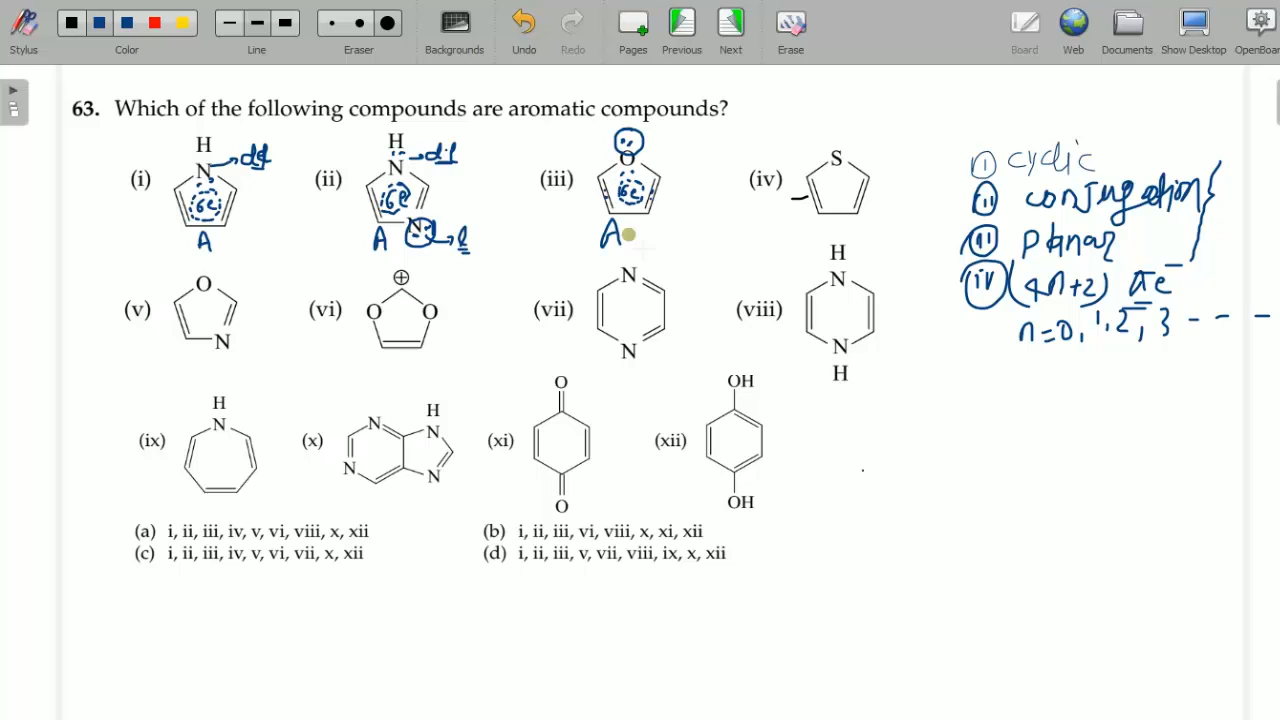 Stylus Color Line Eraser Backgrounds Undo Redo Pages Previous Next Erase Board Web Documents Show Desktop OpenBoar
63. Which of the following compounds are aromatic compounds?
H
N
(i)
6e
A
H
N
(ii)
6e
N
A
(iii)
O
6e
A
(iv)
S
(v)
O
N
(vi)
⊕
O O
(vii)
N
N
(viii)
H
N
N
H
(ix)
H
N
(x)
N H
N
N N
(xi)
O
O
(xii)
OH
OH
(a) i, ii, iii, iv, v, vi, viii, x, xii
(b) i, ii, iii, vi, viii, x, xi, xii
(c) i, ii, iii, iv, v, vi, vii, x, xii
(d) i, ii, iii, v, vii, viii, ix, x, xii
(i) cyclic
(ii) conjugation
(iii) planar
(iv) (4n+2) πe⁻
n=0, 1, 2, 3 - - -